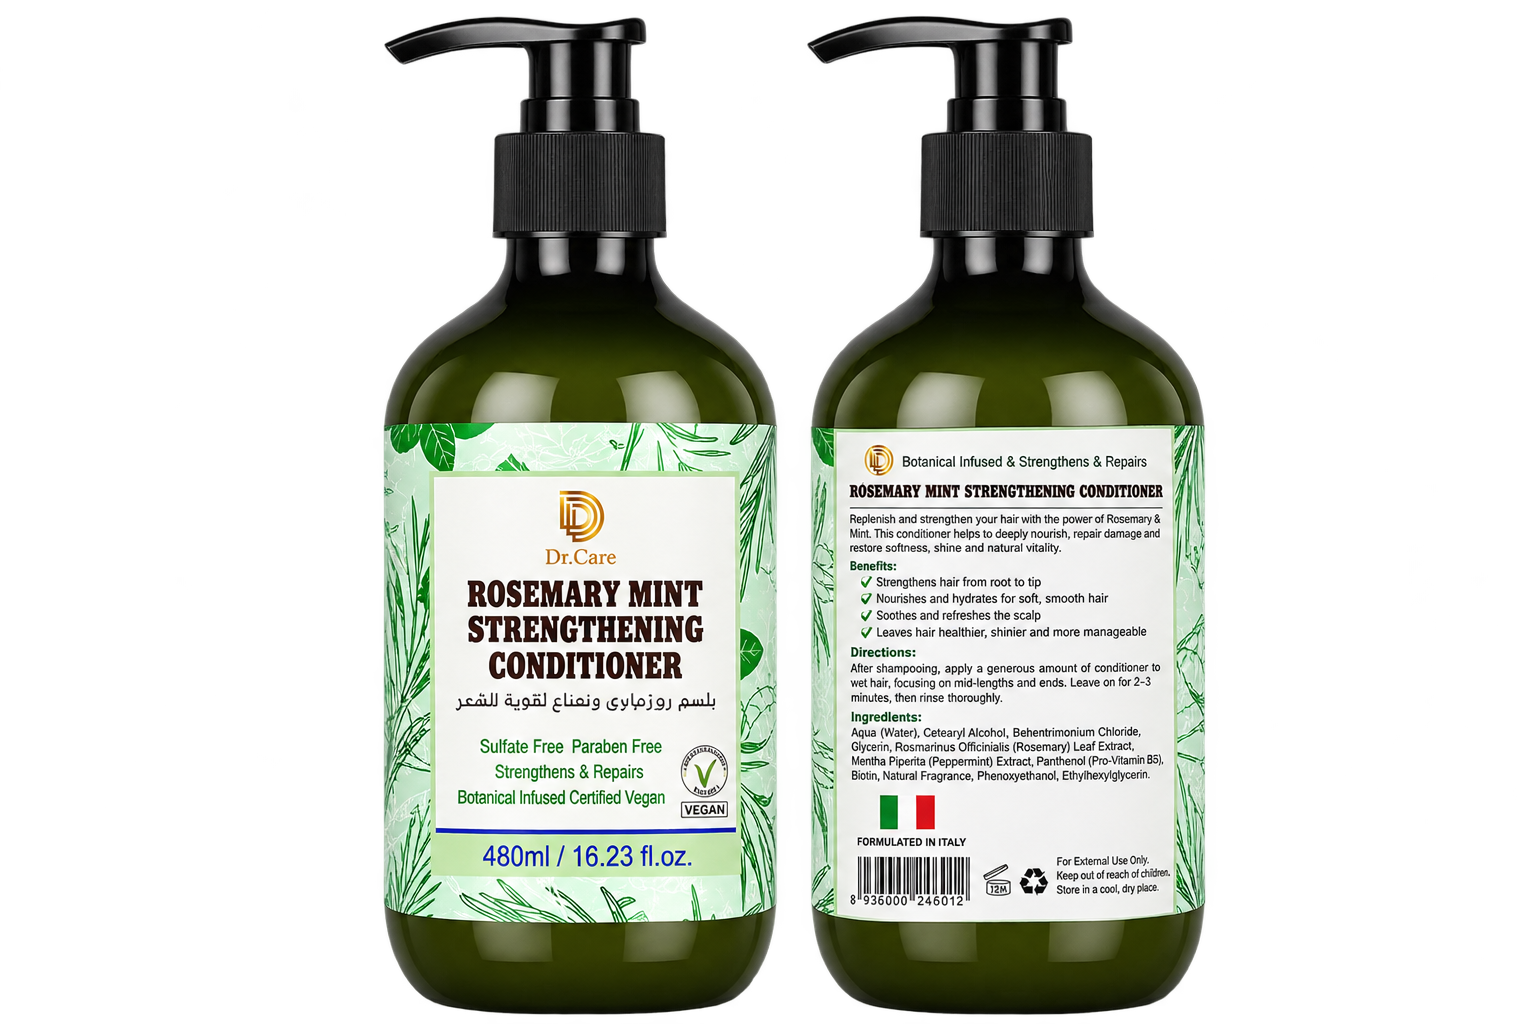 Dr.Care
ROSEMARY MINT
STRENGTHENING
CONDITIONER
بلسم روزماري ونعناع لتقوية للشعر
Sulfate Free Paraben Free
Strengthens & Repairs
Botanical Infused Certified Vegan
VEGAN
480ml / 16.23 fl.oz.
Botanical Infused & Strengthens & Repairs
ROSEMARY MINT STRENGTHENING CONDITIONER
Replenish and strengthen your hair with the power of Rosemary &
Mint. This conditioner helps to deeply nourish, repair damage and
restore softness, shine and natural vitality.
Benefits:
Strengthens hair from root to tip
Nourishes and hydrates for soft, smooth hair
Soothes and refreshes the scalp
Leaves hair healthier, shinier and more manageable
Directions:
After shampooing, apply a generous amount of conditioner to
wet hair, focusing on mid-lengths and ends. Leave on for 2-3
minutes, then rinse thoroughly.
Ingredients:
Aqua (Water), Cetearyl Alcohol, Behentrimonium Chloride,
Glycerin, Rosmarinus Officinialis (Rosemary) Leaf Extract,
Mentha Piperita (Peppermint) Extract, Panthenol (Pro-Vitamin B5),
Biotin, Natural Fragrance, Phenoxyethanol, Ethylhexylglycerin.
FORMULATED IN ITALY
8 936000 246012
12M
For External Use Only.
Keep out of reach of children.
Store in a cool, dry place.